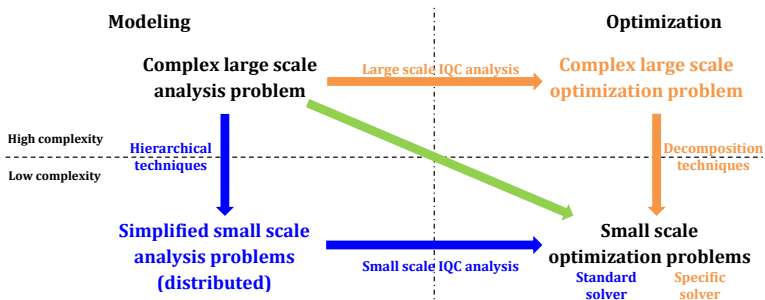 Modeling
Optimization
Complex large scale
analysis problem
Large scale IQC analysis
Complex large scale
optimization problem
High complexity
Low complexity
Hierarchical
techniques
Decomposition
techniques
Simplified small scale
analysis problems
(distributed)
Small scale IQC analysis
Small scale
optimization problems
Standard
solver
Specific
solver